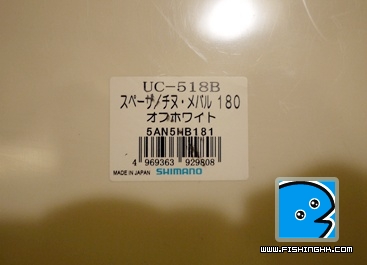 UC-518B
スペーザ/チヌ・メバル 180
オフホワイト
5AN5WB181
4 969363 929808
MADE IN JAPAN SHIMANO
WWW.FISHINGHK.COM